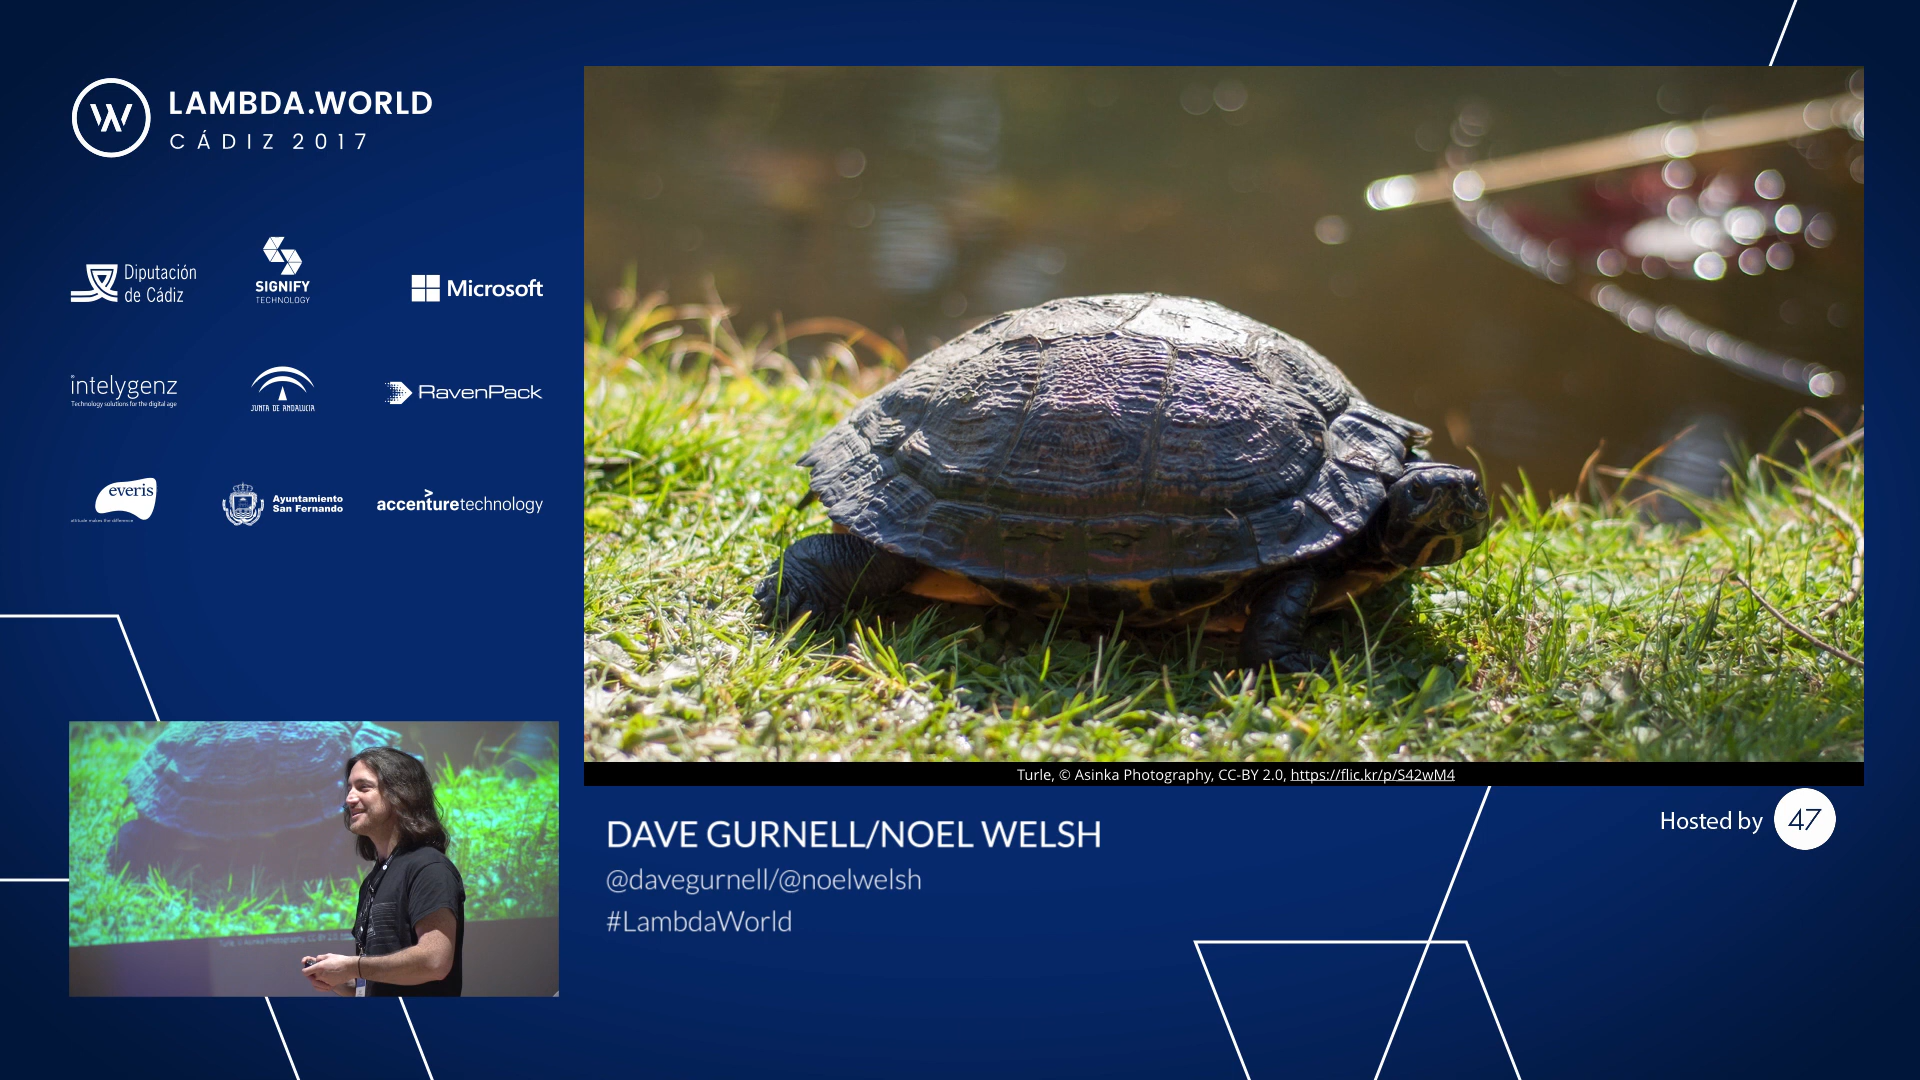 LAMBDA.WORLD
CÁDIZ 2017
Diputación
de Cádiz
SIGNIFY
TECHNOLOGY
Microsoft
intelygenz
Technology solutions for the digital age
JUNTA DE ANDALUCIA
RavenPack
everis
attitude makes the difference
Ayuntamiento
San Fernando
accenturetechnology
Turle, © Asinka Photography, CC-BY 2.0, https://flic.kr/p/S42wM4
DAVE GURNELL/NOEL WELSH
@davegurnell/@noelwelsh
#LambdaWorld
Hosted by 47